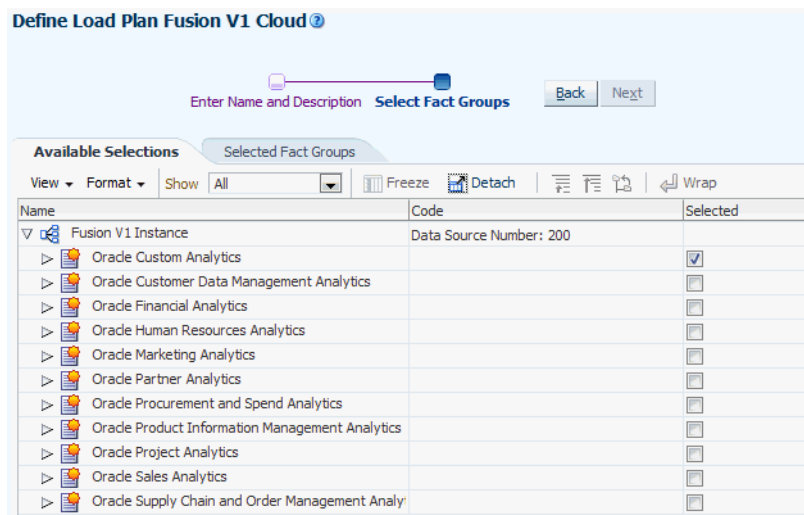 Define Load Plan Fusion V1 Cloud
Enter Name and Description Select Fact Groups Back Next
Available Selections Selected Fact Groups
View Format Show All Freeze Detach Wrap
Name Code Selected
Fusion V1 Instance Data Source Number: 200
Oracle Custom Analytics
Oracle Customer Data Management Analytics
Oracle Financial Analytics
Oracle Human Resources Analytics
Oracle Marketing Analytics
Oracle Partner Analytics
Oracle Procurement and Spend Analytics
Oracle Product Information Management Analytics
Oracle Project Analytics
Oracle Sales Analytics
Oracle Supply Chain and Order Management Analy